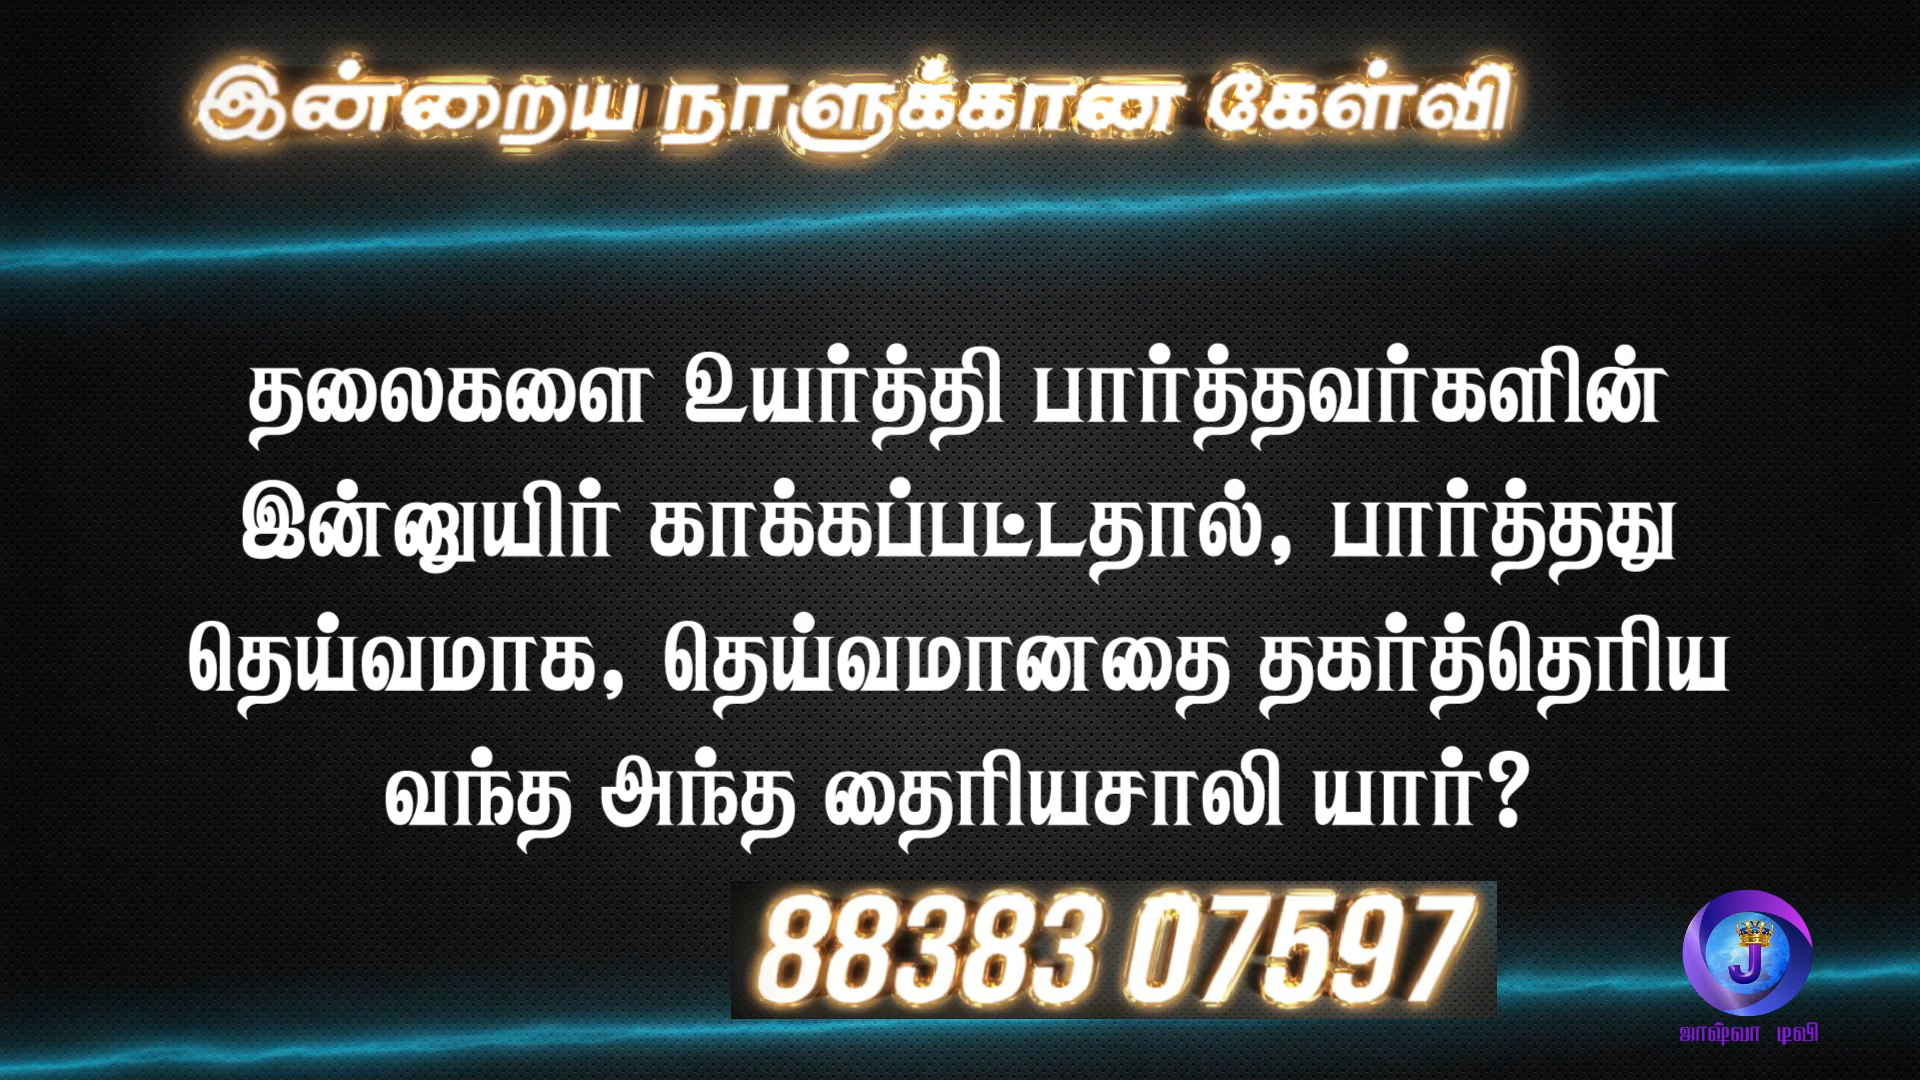 இன்றைய நாளுக்கான கேள்வி
தலைகளை உயர்த்தி பார்த்தவர்களின்
இன்னுயிர் காக்கப்பட்டதால், பார்த்தது
தெய்வமாக, தெய்வமானதை தகர்த்தெரிய
வந்த அந்த தைரியசாலி யார்?
88383 07597
J
ஜாஷ்வா டிவி